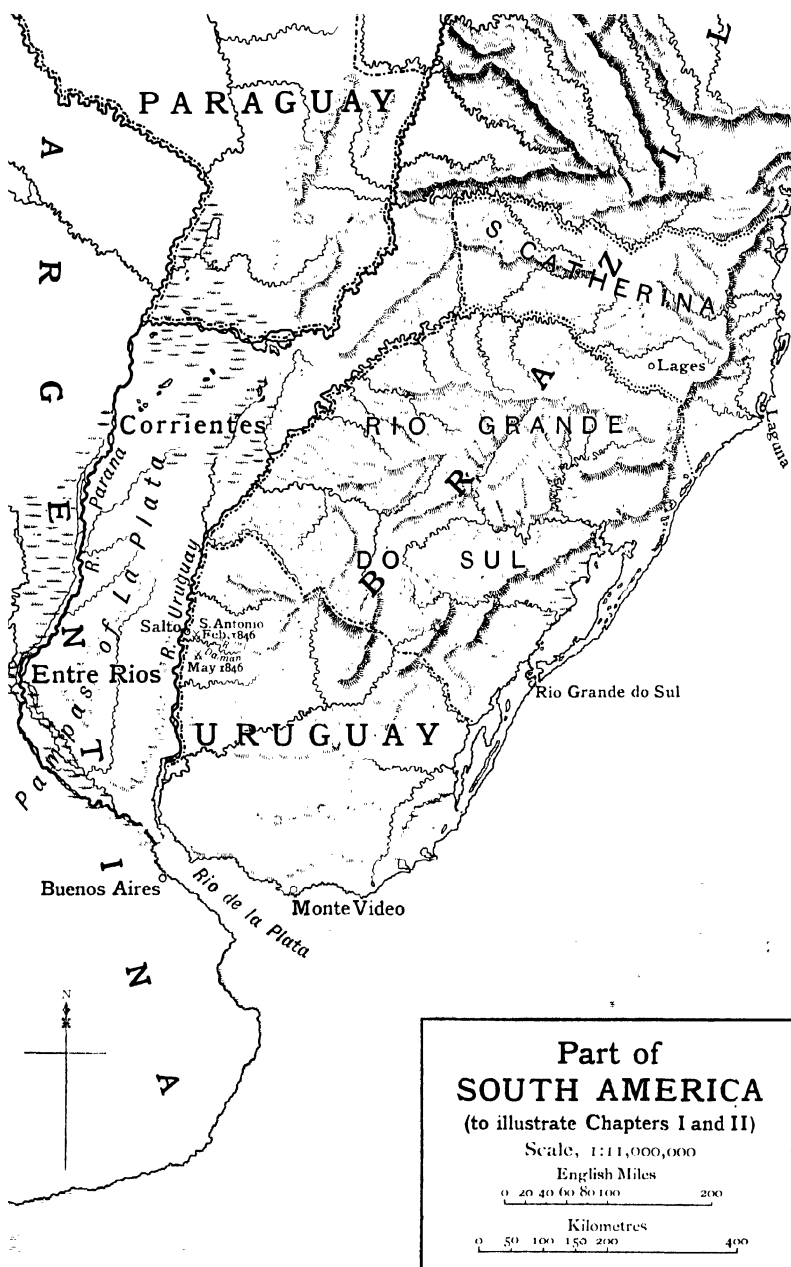 PARAGUAY
ARGENTINA
BRAZIL
S. CATHERINA
Lages
Laguna
Corrientes
RIO GRANDE
DO SUL
R. Parana
Pampas of La Plata
R. Uruguay
Salto
S. Antonio
Feb. 1846
R. Daman
May 1846
Entre Rios
Rio Grande do Sul
URUGUAY
Buenos Aires
Rio de la Plata
Monte Video
N
Part of
SOUTH AMERICA
(to illustrate Chapters I and II)
Scale, 1:11,000,000
English Miles
0 20 40 60 80 100 200
Kilometres
0 50 100 150 200 400